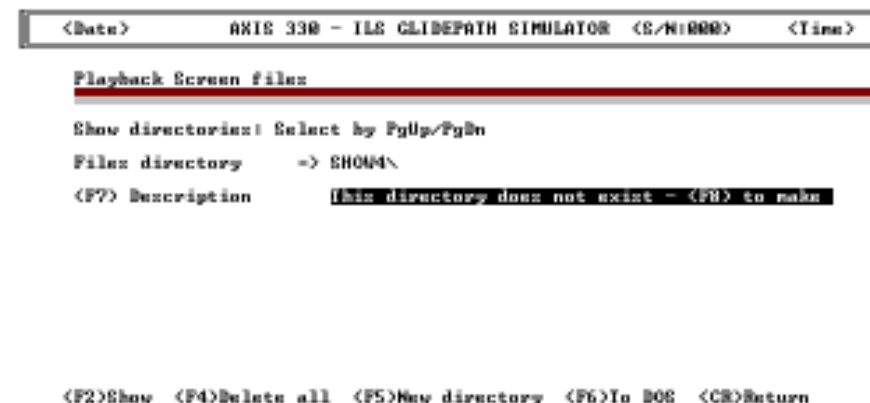 <Date> AXIS 330 - ILS GLIDEPATH SIMULATOR <S/N:000> <Time>
Playback Screen files
Show directories: Select by PgUp/PgDn
Files directory => SHOW4\
<F7> Description This directory does not exist - <F8> to make
<F2>Show <F4>Delete all <F5>New directory <F6>To DOS <CR>Return